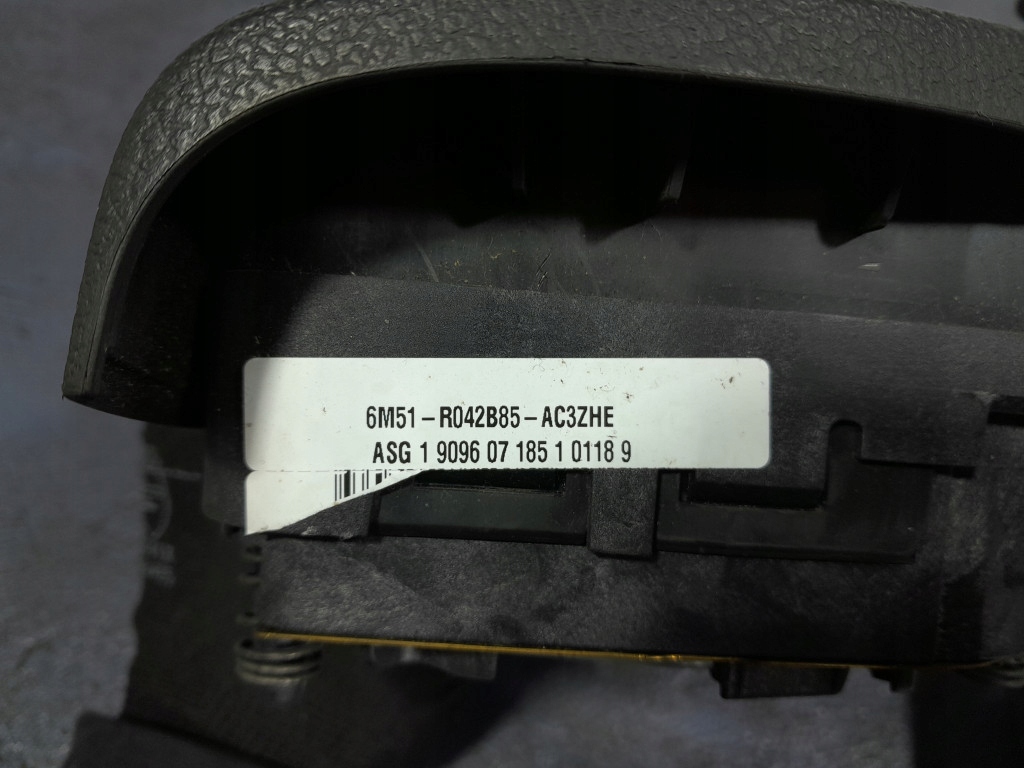 6M51-R042B85-AC3ZHE
ASG 1 9096 07 185 1 0118 9